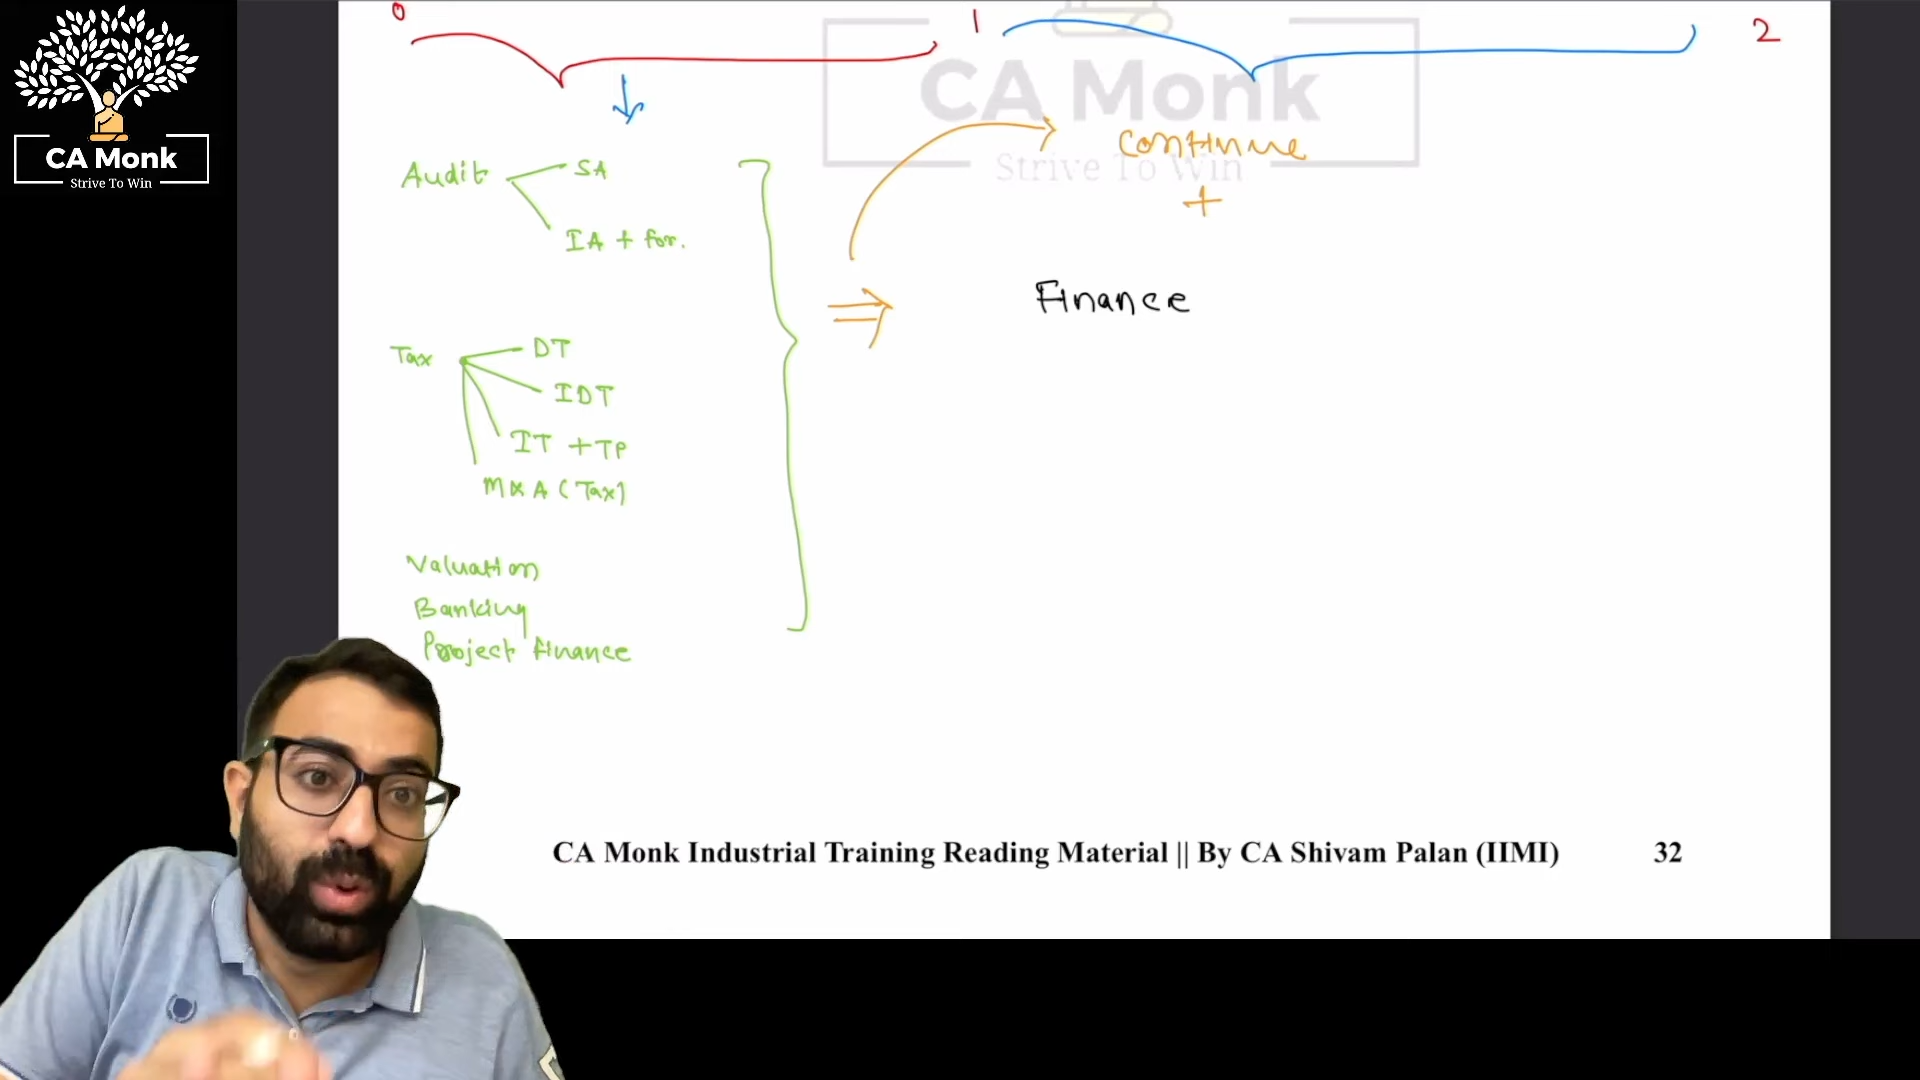 CA Monk
Strive To Win
0
1
2
CA Monk
Strive To Win
continue
+
Audit
SA
IA + for.
Finance
Tax
DT
IDT
IT + TP
M & A (Tax)
Valuation
Banking
Project finance
CA Monk Industrial Training Reading Material || By CA Shivam Palan (IIMI)
32